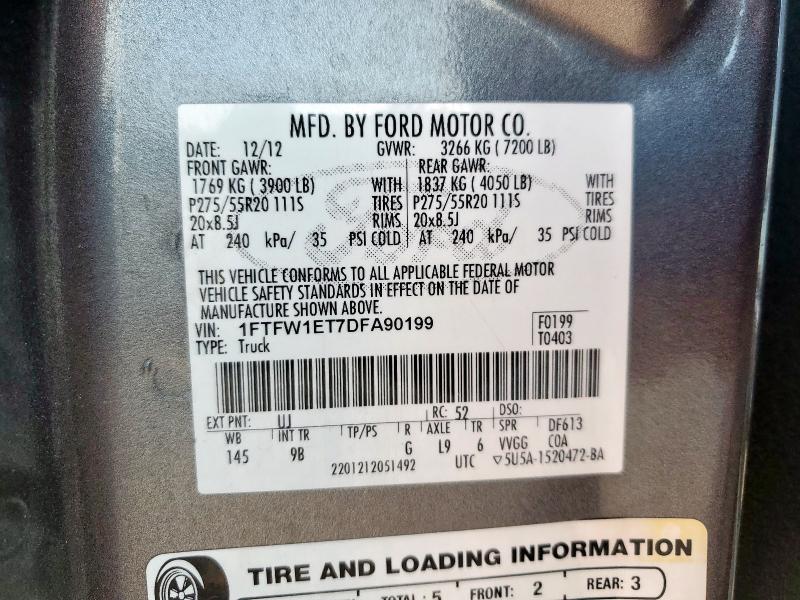 MFD. BY FORD MOTOR CO.
DATE: 12/12 GVWR: 3266 KG ( 7200 LB)
FRONT GAWR: REAR GAWR:
1769 KG ( 3900 LB) WITH 1837 KG ( 4050 LB) WITH
P275/55R20 111S TIRES P275/55R20 111S TIRES
20x8.5J RIMS 20x8.5J RIMS
AT 240 kPa/ 35 PSI COLD AT 240 kPa/ 35 PSI COLD
THIS VEHICLE CONFORMS TO ALL APPLICABLE FEDERAL MOTOR
VEHICLE SAFETY STANDARDS IN EFFECT ON THE DATE OF
MANUFACTURE SHOWN ABOVE.
VIN: 1FTFW1ET7DFA90199 F0199
TYPE: Truck T0403
EXT PNT: UJ RC: 52 DSO:
WB INT TR TP/PS R AXLE TR SPR DF613
145 9B G L9 6 VVGG COA
2201212051492 UTC ▽5U5A-1520472-BA
TIRE AND LOADING INFORMATION
TOTAL : 5 FRONT: 2 REAR: 3